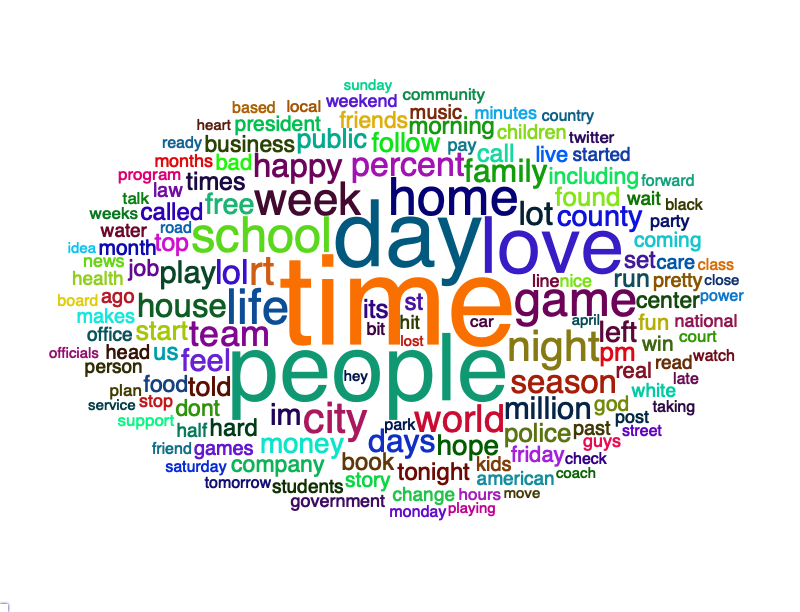 sunday
based local weekend community
heart president friends music minutes country
ready business public follow morning children twitter
months bad happy percent pay call live started
program law times family including forward
talk free week home lot found wait black
weeks called county party
water road school day love coming
idea month top
news job play lol rt set care class
health line nice run pretty close
board ago house life time its st game center power
makes bit hit car april fun national
office start team lost left win court
officials head us people night pm
person feel hey real read watch
plan food told season late
service stop dont white
support im city park world million god post taking
half hard police past street
friend games money days hope guys
saturday company book tonight kids friday check
tomorrow students story american coach
government change hours move
monday playing